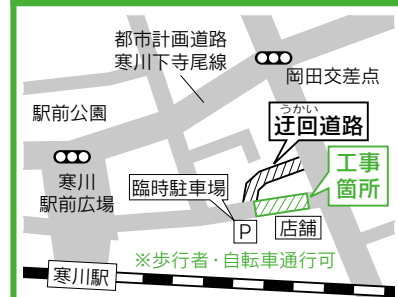 都市計画道路
寒川下寺尾線
岡田交差点
駅前公園
うかい
迂回道路
工事
箇所
寒川
駅前広場
臨時駐車場
P
店舗
※歩行者・自転車通行可
寒川駅